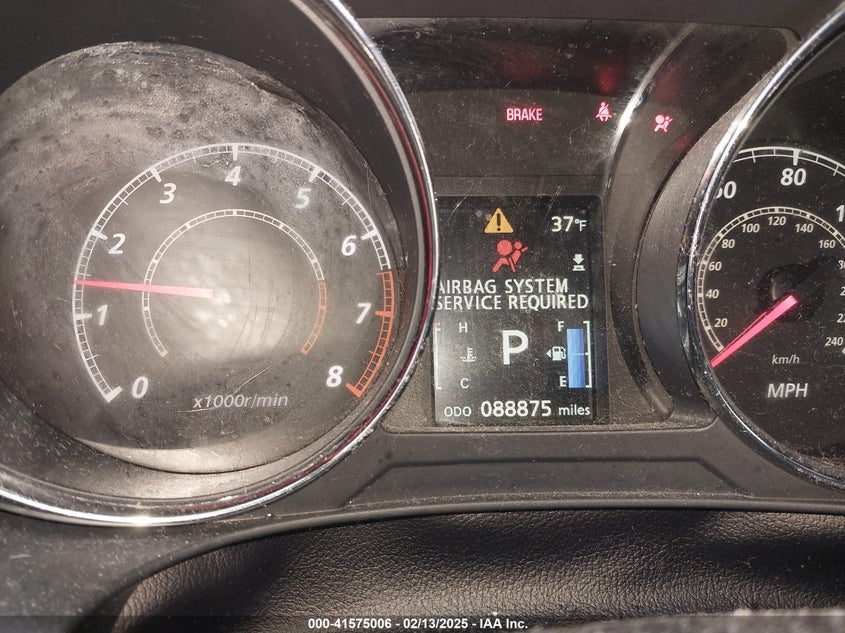 BRAKE
37°F
AIRBAG SYSTEM
SERVICE REQUIRED
H
F
P
C
E
ODO 088875 miles
0
1
2
3
4
5
6
7
8
x1000r/min
80
20
40
60
80
100
120
140
160
240
km/h
MPH
000-41575006 - 02/13/2025 - IAA Inc.